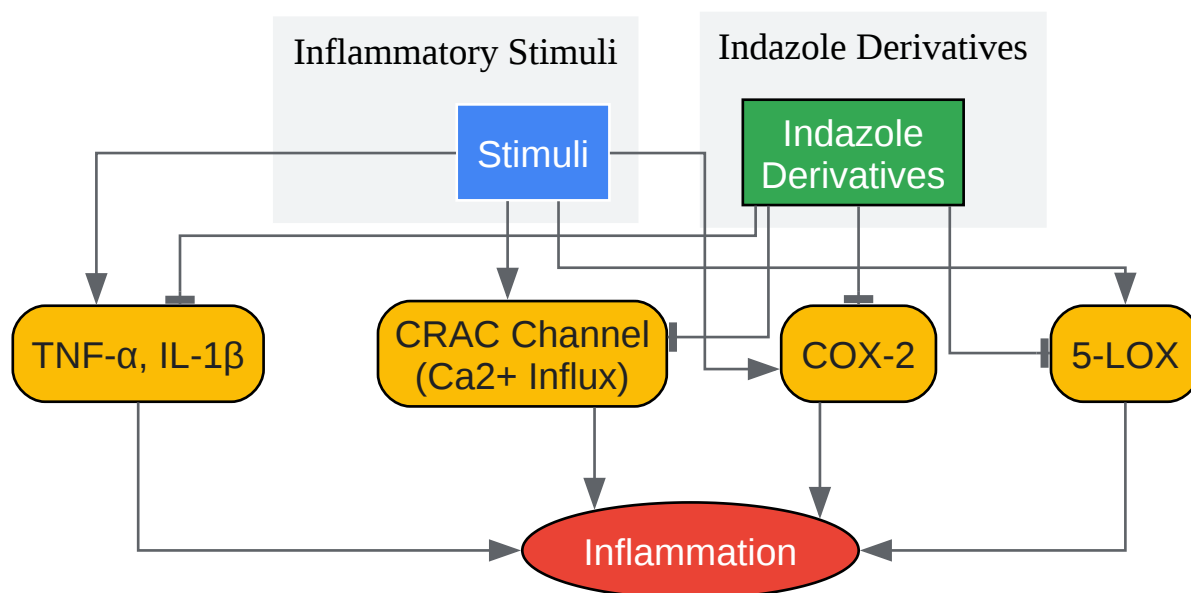 Inflammatory Stimuli
Indazole Derivatives
Stimuli
Indazole
Derivatives
TNF-α, IL-1β
CRAC Channel
(Ca2+ Influx)
COX-2
5-LOX
Inflammation